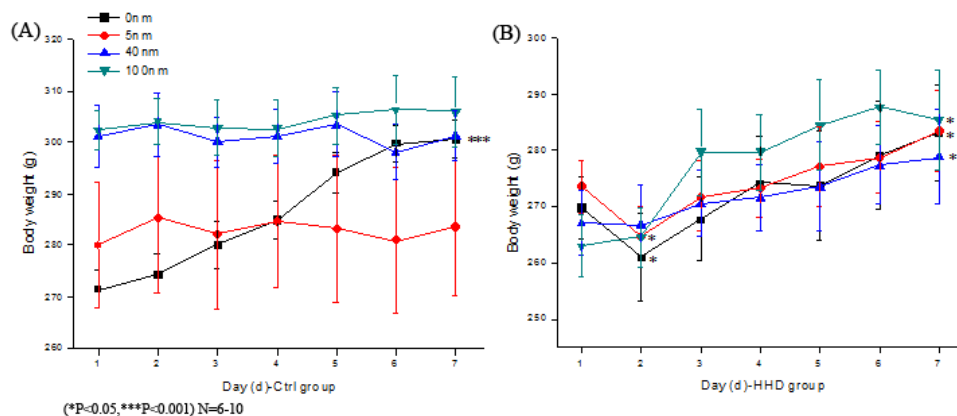 (A)
0n m
5n m
40 nm
10 0n m
320
310
300
290
280
270
260
Body weight (g)
***
1 2 3 4 5 6 7
Day (d)-Ctrl group
(*P<0.05,***P<0.001) N=6-10
(B)
300
290
280
270
260
250
Body weight (g)
*
*
*
*
*
1 2 3 4 5 6 7
Day (d)-HHD group